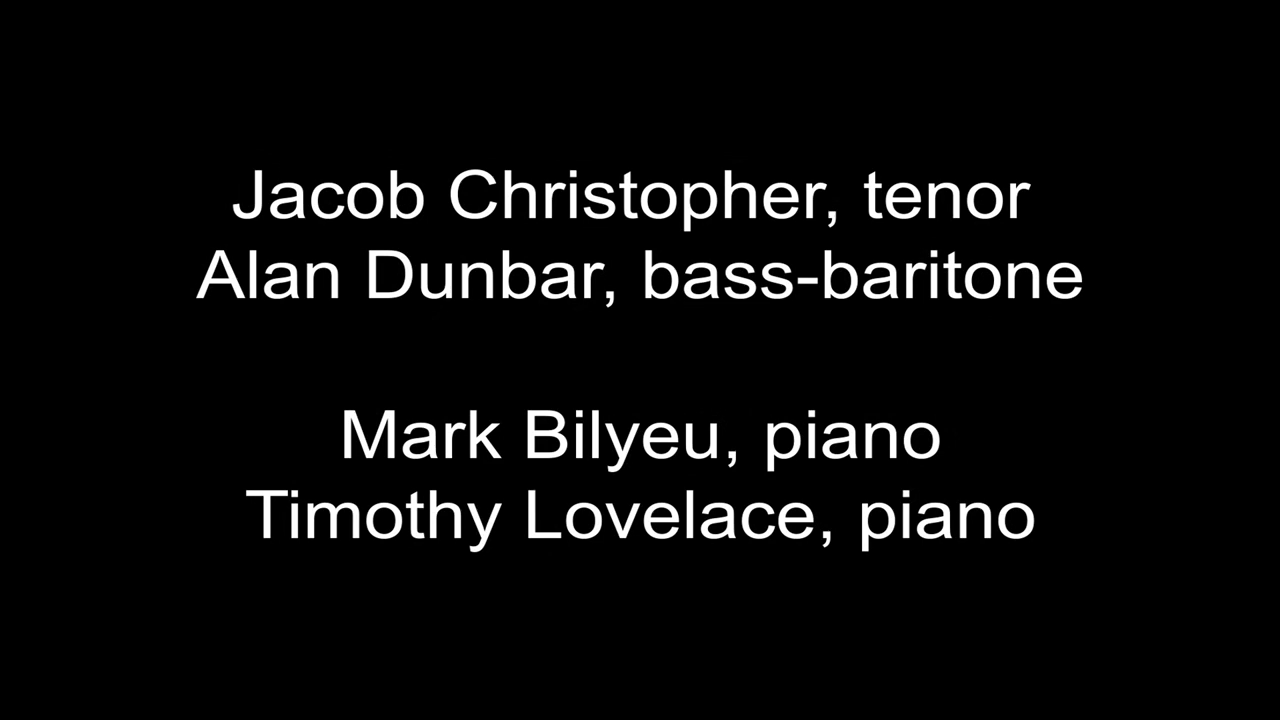 Jacob Christopher, tenor
Alan Dunbar, bass-baritone
Mark Bilyeu, piano
Timothy Lovelace, piano